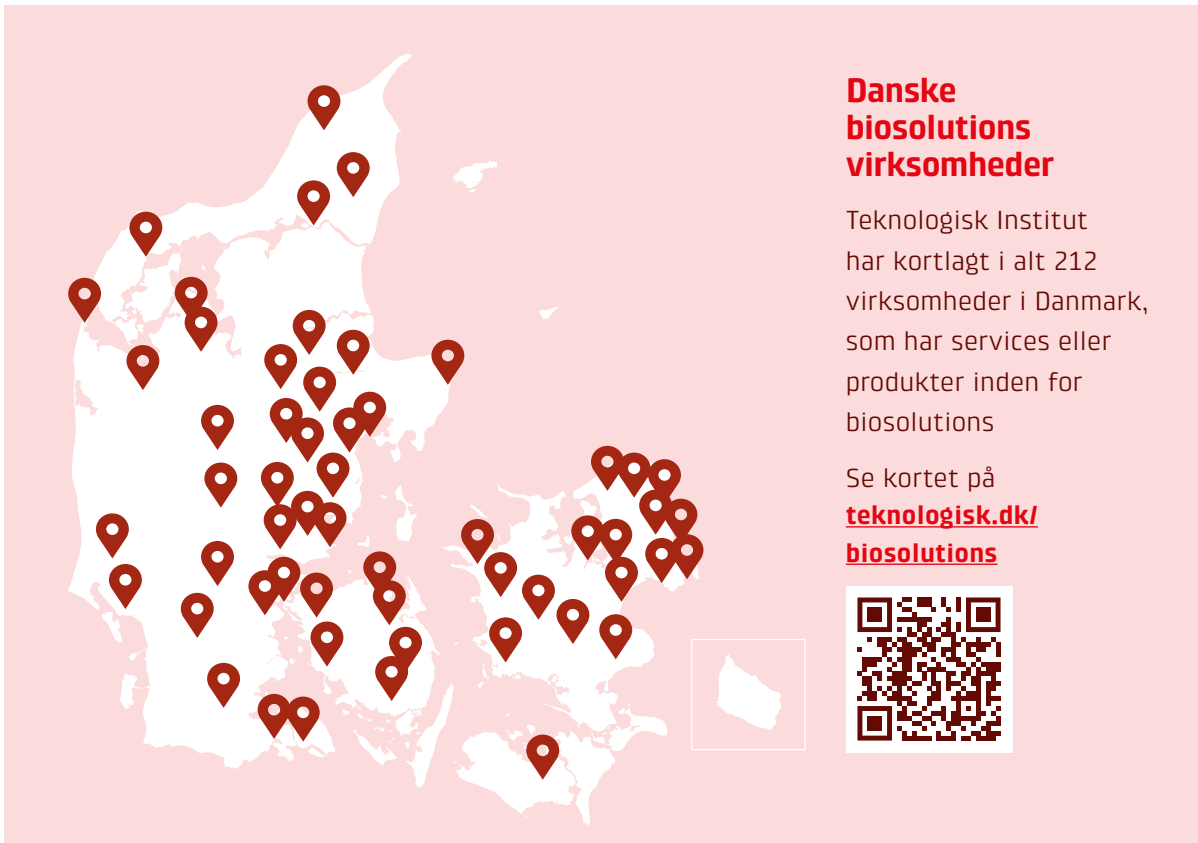 Danske
biosolutions
virksomheder
Teknologisk Institut
har kortlagt i alt 212
virksomheder i Danmark,
som har services eller
produkter inden for
biosolutions
Se kortet på
teknologisk.dk/
biosolutions